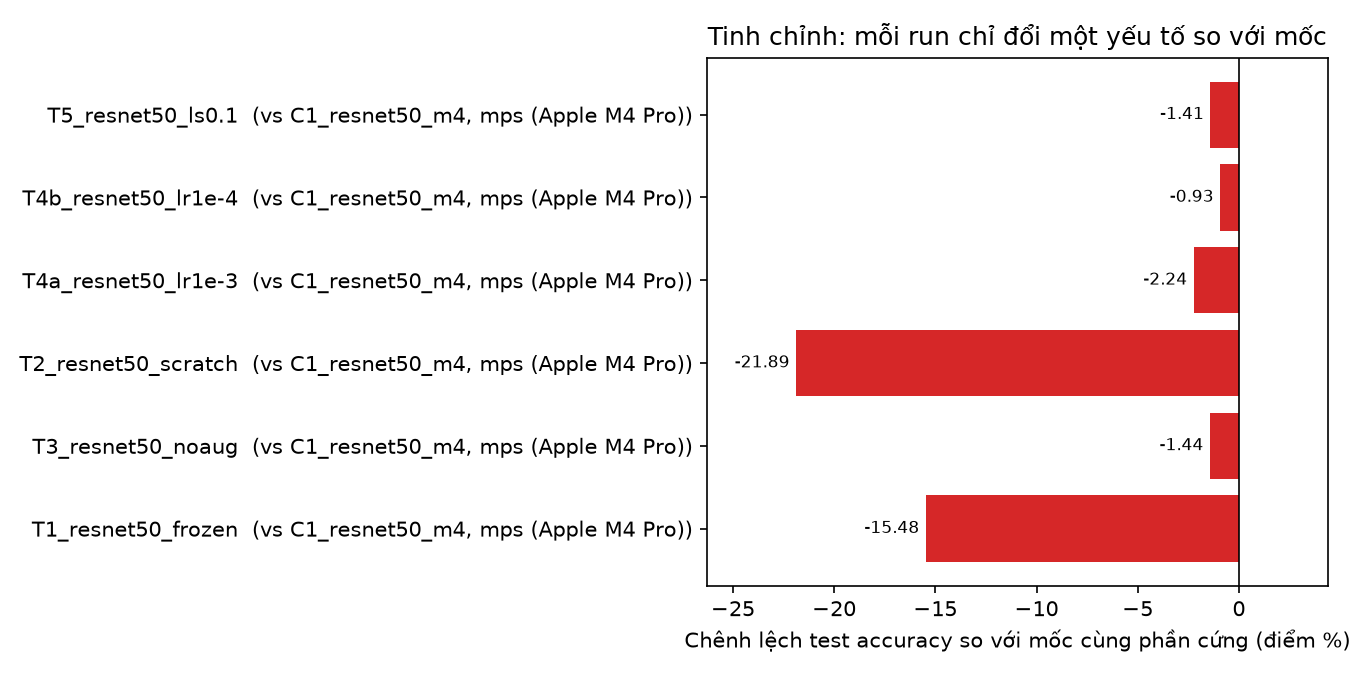 Tinh chỉnh: mỗi run chỉ đổi một yếu tố so với mốc
T5_resnet50_ls0.1 (vs C1_resnet50_m4, mps (Apple M4 Pro)) -1.41
T4b_resnet50_lr1e-4 (vs C1_resnet50_m4, mps (Apple M4 Pro)) -0.93
T4a_resnet50_lr1e-3 (vs C1_resnet50_m4, mps (Apple M4 Pro)) -2.24
T2_resnet50_scratch (vs C1_resnet50_m4, mps (Apple M4 Pro)) -21.89
T3_resnet50_noaug (vs C1_resnet50_m4, mps (Apple M4 Pro)) -1.44
T1_resnet50_frozen (vs C1_resnet50_m4, mps (Apple M4 Pro)) -15.48
−25 −20 −15 −10 −5 0
Chênh lệch test accuracy so với mốc cùng phần cứng (điểm %)